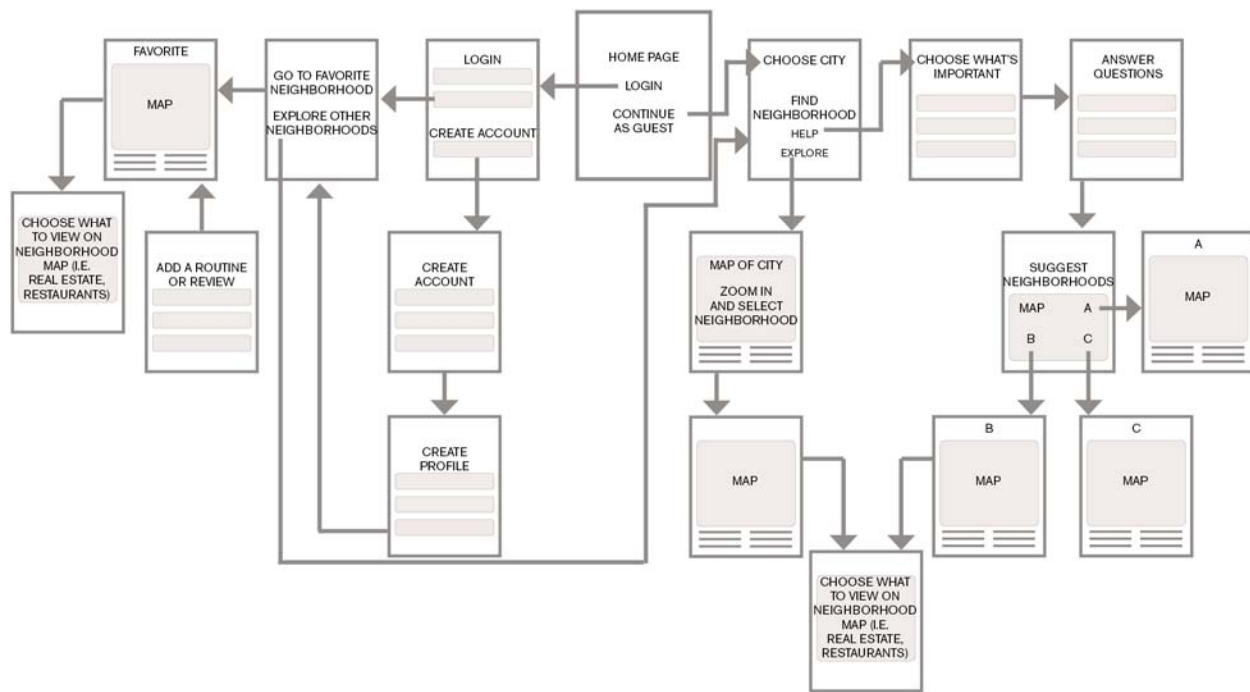 FAVORITE
MAP
GO TO FAVORITE
NEIGHBORHOOD
EXPLORE OTHER
NEIGHBORHOODS
LOGIN
CREATE ACCOUNT
HOME PAGE
LOGIN
CONTINUE
AS GUEST
CHOOSE CITY
FIND
NEIGHBORHOOD
HELP
EXPLORE
CHOOSE WHAT'S
IMPORTANT
ANSWER
QUESTIONS
CHOOSE WHAT
TO VIEW ON
NEIGHBORHOOD
MAP (I.E.
REAL ESTATE,
RESTAURANTS)
ADD A ROUTINE
OR REVIEW
CREATE
ACCOUNT
MAP OF CITY
ZOOM IN
AND SELECT
NEIGHBORHOOD
SUGGEST
NEIGHBORHOODS
MAP A
B C
A
MAP
CREATE
PROFILE
MAP
B
MAP
C
MAP
CHOOSE WHAT
TO VIEW ON
NEIGHBORHOOD
MAP (I.E.
REAL ESTATE,
RESTAURANTS)